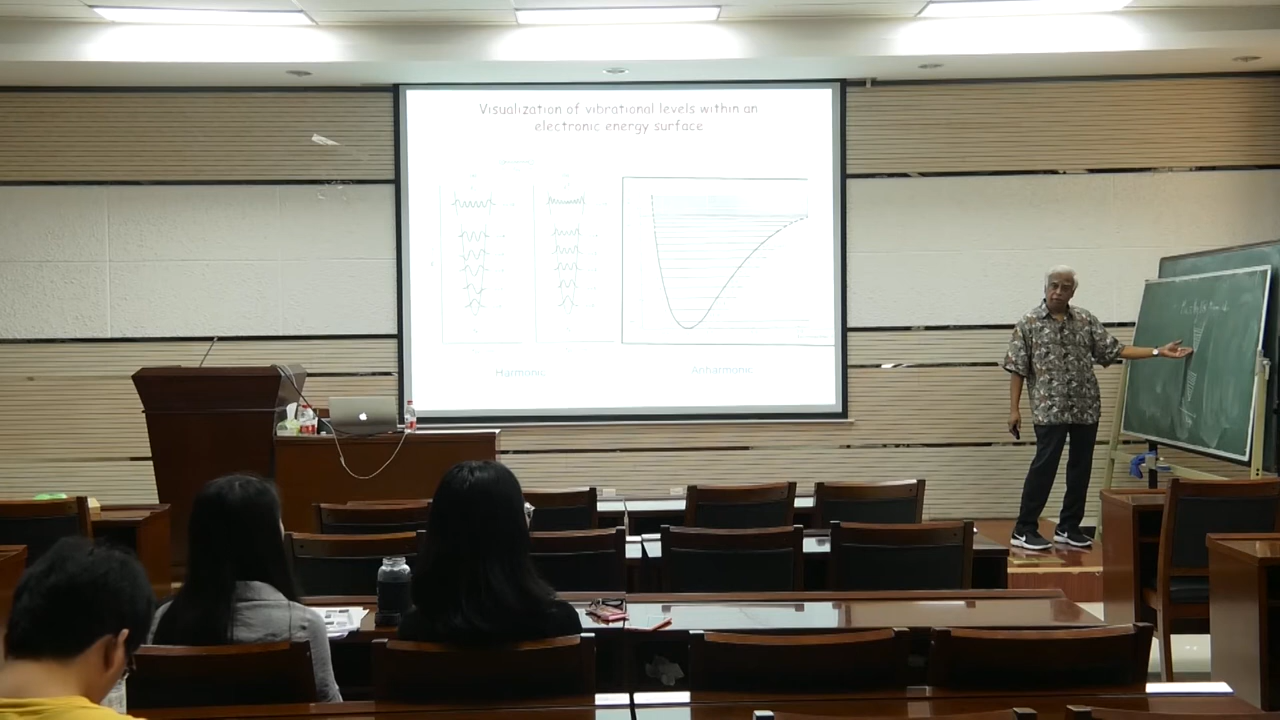 Visualization of vibrational levels within an
electronic energy surface
Harmonic
Anharmonic